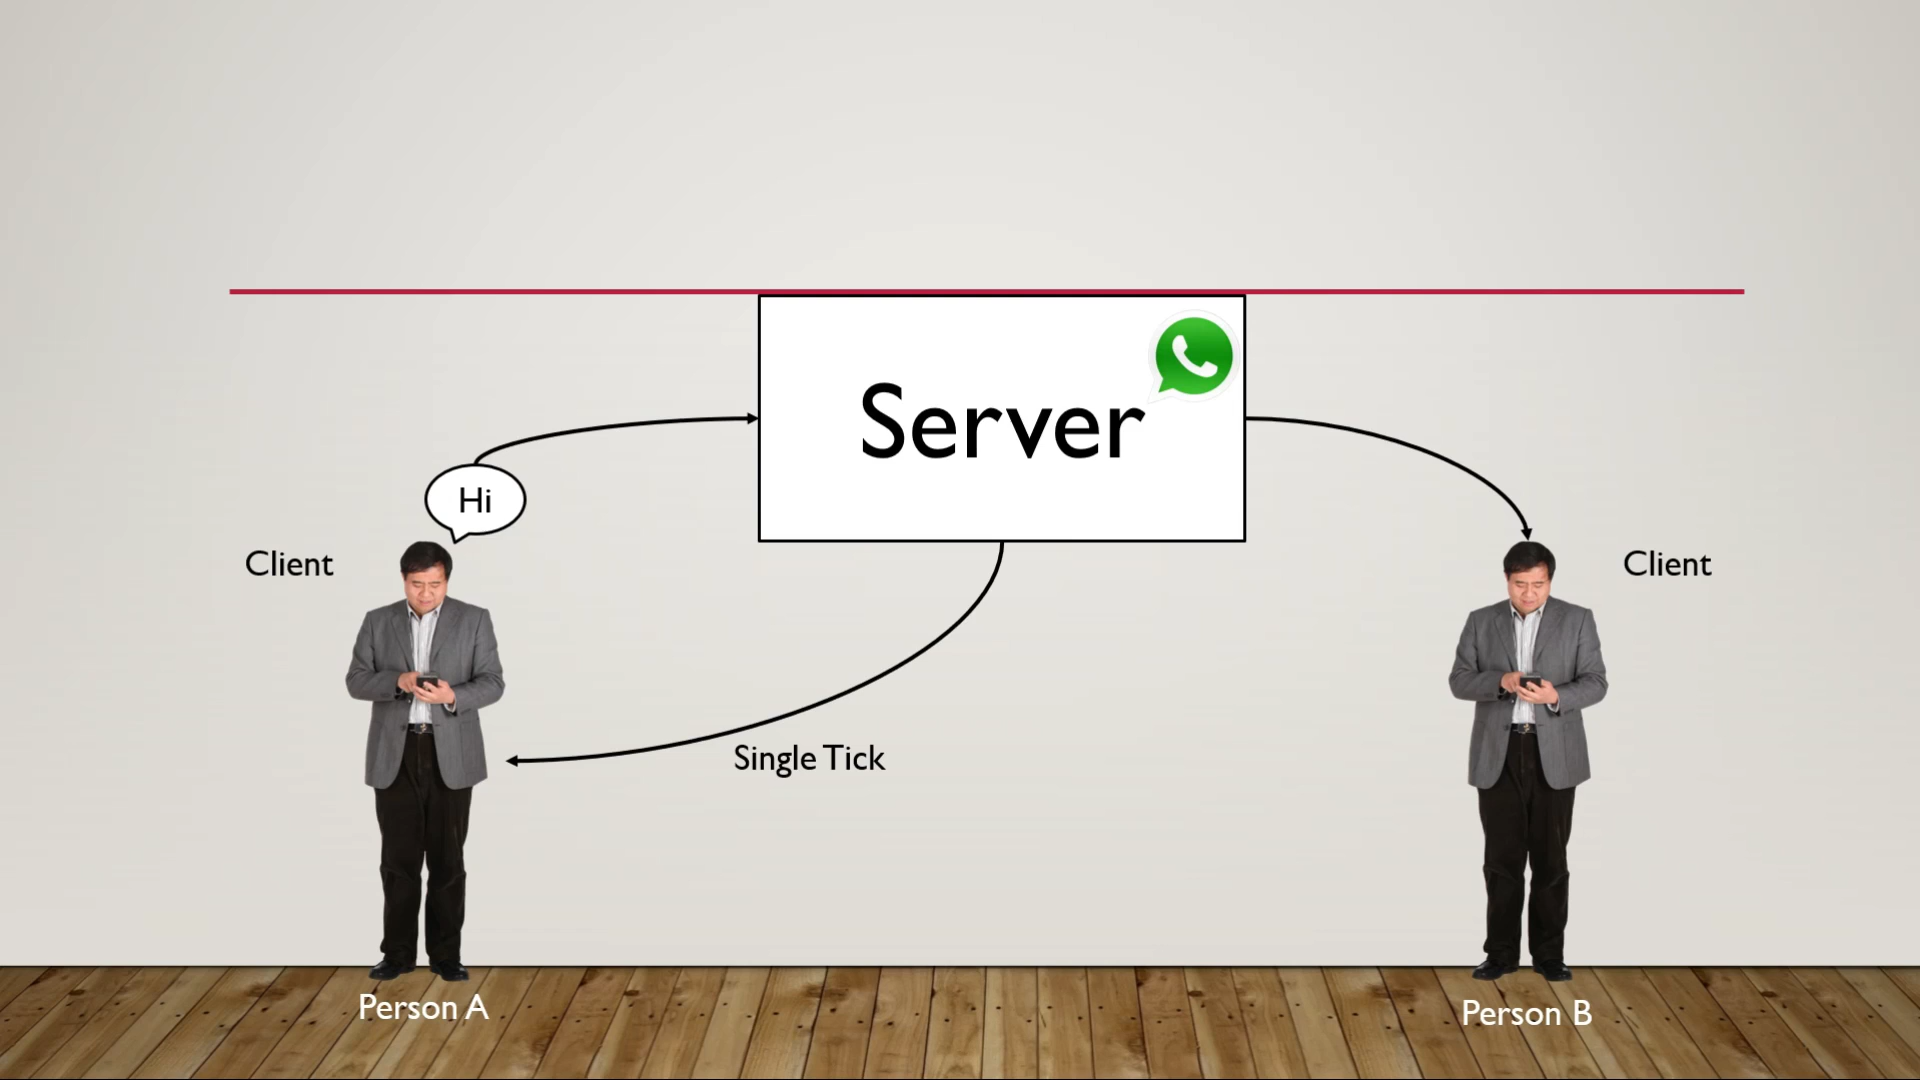 Server
Hi
Client
Client
Single Tick
Person A
Person B